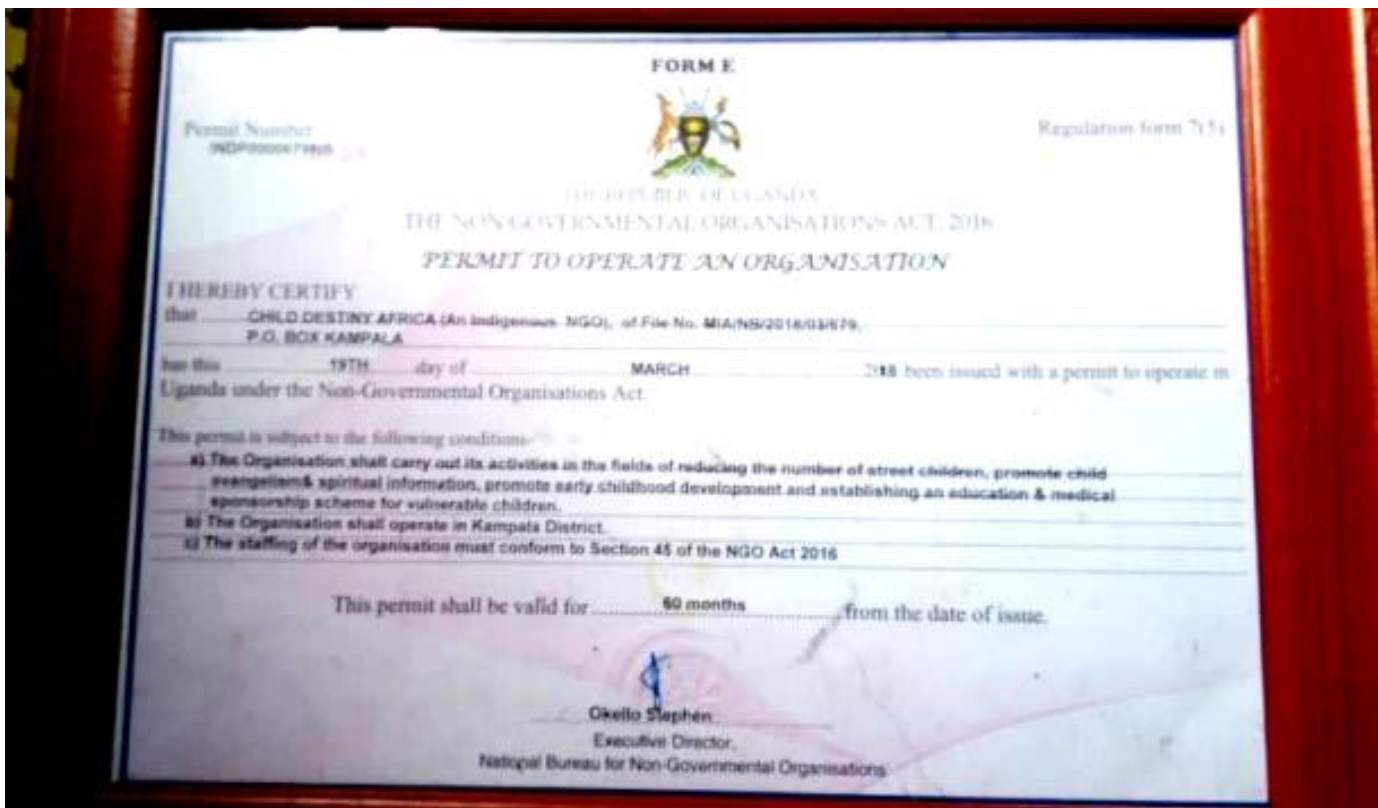 FORM E
Permit Number
Regulation form 7(5)
THE REPUBLIC OF UGANDA
THE NON-GOVERNMENTAL ORGANISATIONS ACT, 2016
PERMIT TO OPERATE AN ORGANISATION
I HEREBY CERTIFY
that CHILD DESTINY AFRICA (An Indigenous NGO), of File No. MIA/NB/2018/03/679,
P.O. BOX KAMPALA
has this 19TH day of MARCH 2018 been issued with a permit to operate in
Uganda under the Non-Governmental Organisations Act.
This permit is subject to the following conditions-
a) The Organisation shall carry out its activities in the fields of reducing the number of street children, promote child
evangelism& spiritual information, promote early childhood development and establishing an education & medical
sponsorship scheme for vulnerable children.
b) The Organisation shall operate in Kampala District.
c) The staffing of the organisation must conform to Section 45 of the NGO Act 2016
This permit shall be valid for 60 months from the date of issue.
Okello Stephen
Executive Director,
National Bureau for Non-Governmental Organisations